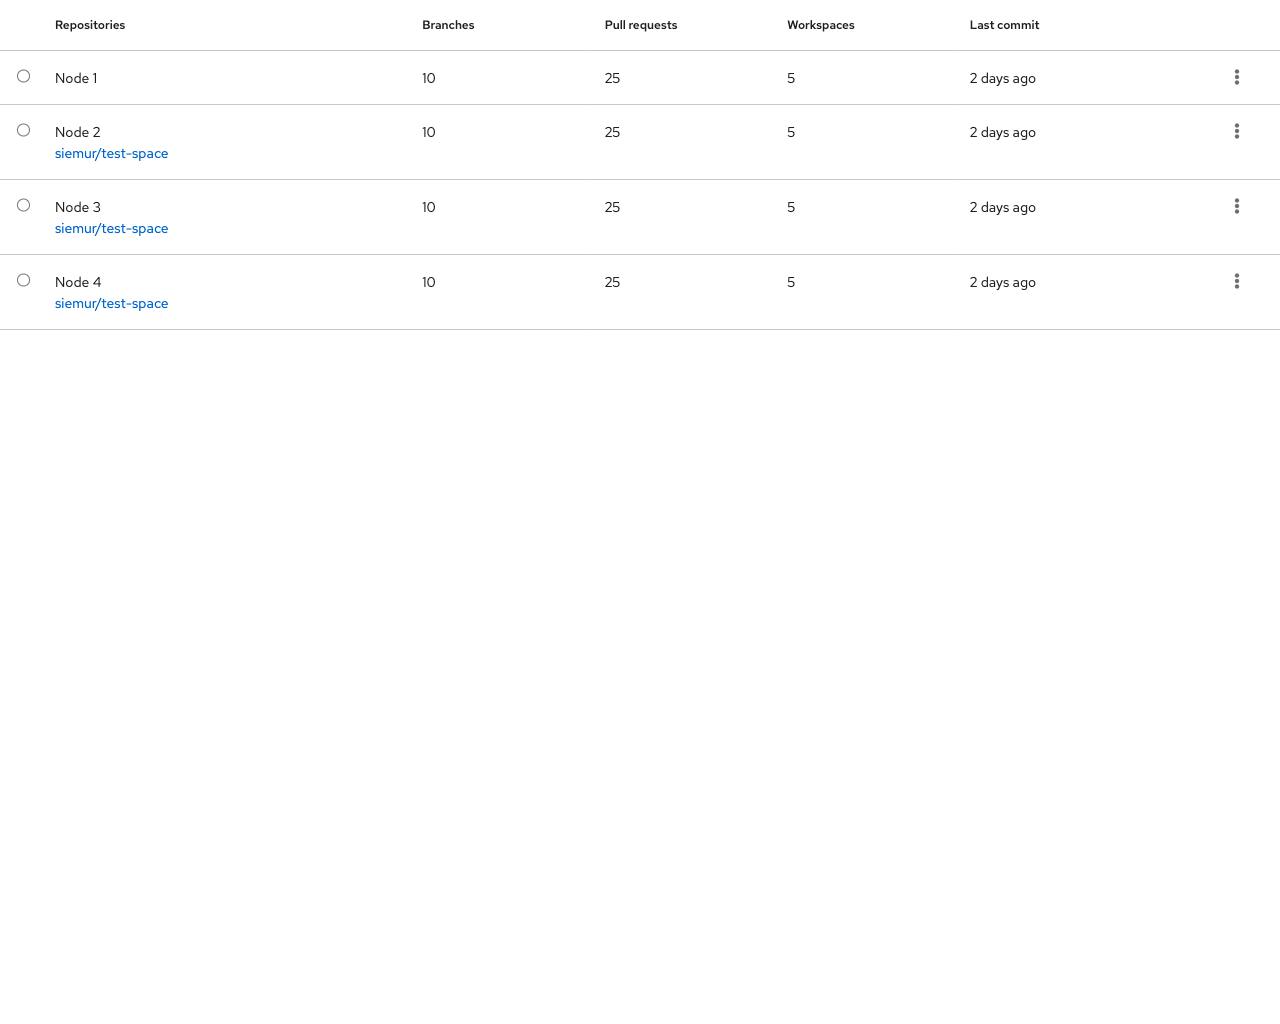 Repositories Branches Pull requests Workspaces Last commit
Node 1 10 25 5 2 days ago
Node 2 10 25 5 2 days ago
siemur/test-space
Node 3 10 25 5 2 days ago
siemur/test-space
Node 4 10 25 5 2 days ago
siemur/test-space